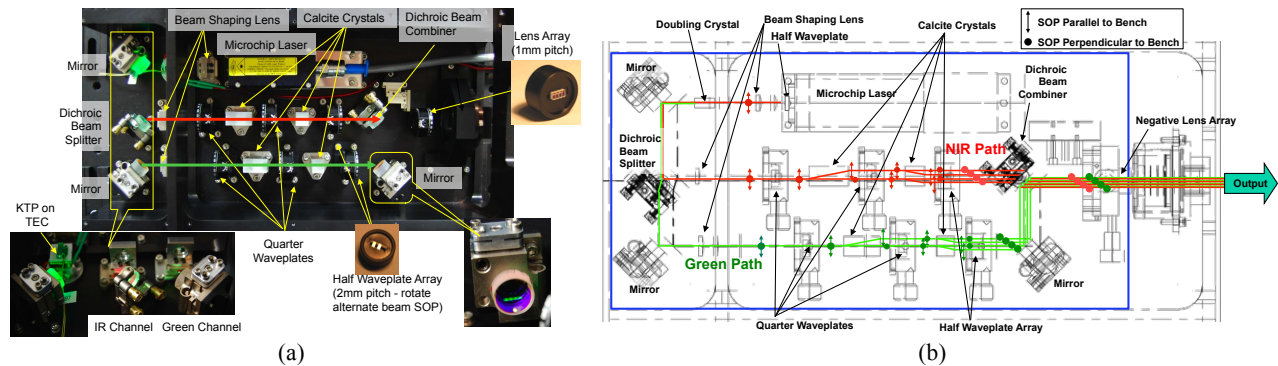 Beam Shaping Lens
Calcite Crystals
Dichroic Beam
Combiner
Microchip Laser
Lens Array
(1mm pitch)
Mirror
Dichroic
Beam
Splitter
Mirror
Mirror
KTP on
TEC
Quarter
Waveplates
Half Waveplate Array
(2mm pitch - rotate
alternate beam SOP)
IR Channel
Green Channel
(a)
Doubling Crystal
Beam Shaping Lens
Half Waveplate
Calcite Crystals
SOP Parallel to Bench
SOP Perpendicular to Bench
Mirror
Microchip Laser
Dichroic
Beam
Combiner
Dichroic
Beam
Splitter
NIR Path
Negative Lens Array
Output
Green Path
Mirror
Mirror
Quarter Waveplates
Half Waveplate Array
(b)